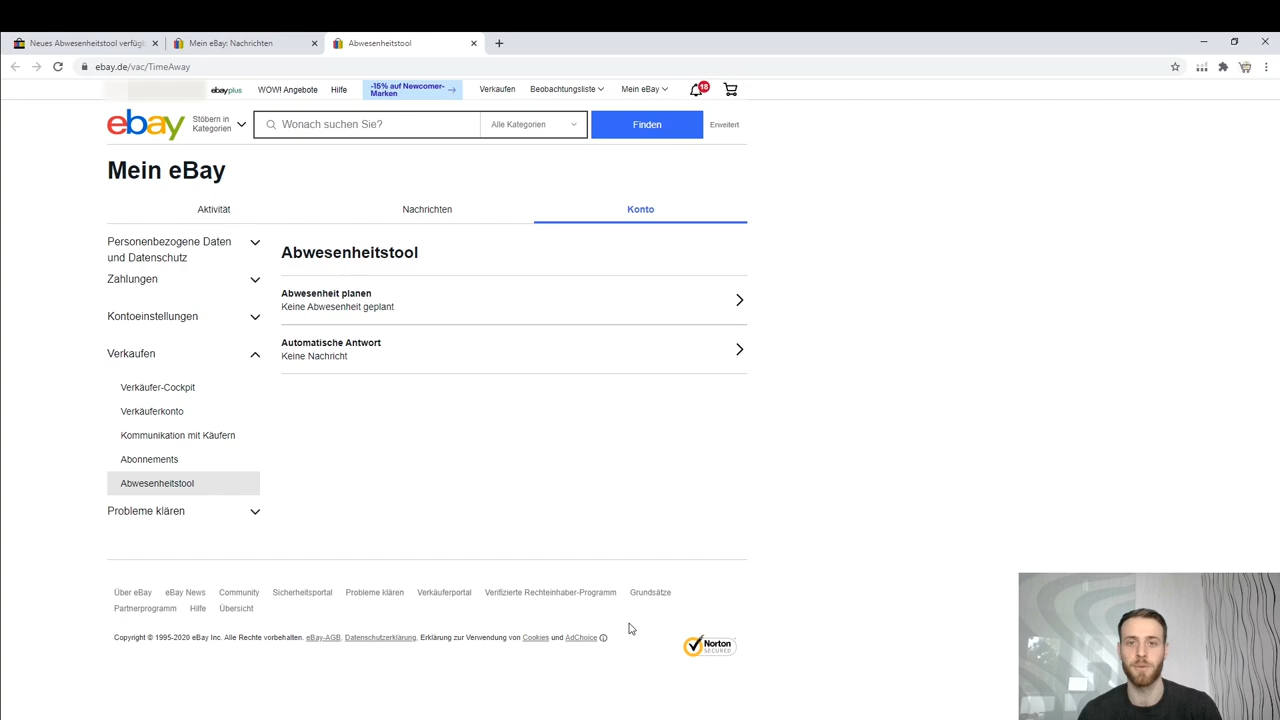 Neues Abwesenheitstool verfügb
Mein eBay: Nachrichten
Abwesenheitstool
ebay.de/vac/TimeAway
ebayplus
WOW! Angebote
Hilfe
-15% auf Newcomer-
Marken
Verkaufen
Beobachtungsliste
Mein eBay
18
ebay
Stöbern in
Kategorien
Wonach suchen Sie?
Alle Kategorien
Finden
Erweitert
Mein eBay
Aktivität
Nachrichten
Konto
Personenbezogene Daten
und Datenschutz
Zahlungen
Kontoeinstellungen
Verkaufen
Verkäufer-Cockpit
Verkäuferkonto
Kommunikation mit Käufern
Abonnements
Abwesenheitstool
Probleme klären
Abwesenheitstool
Abwesenheit planen
Keine Abwesenheit geplant
Automatische Antwort
Keine Nachricht
Über eBay eBay News Community Sicherheitsportal Probleme klären Verkäuferportal Verifizierte Rechteinhaber-Programm Grundsätze
Partnerprogramm Hilfe Übersicht
Copyright © 1995-2020 eBay Inc. Alle Rechte vorbehalten. eBay-AGB, Datenschutzerklärung, Erklärung zur Verwendung von Cookies und AdChoice
Norton
SECURED